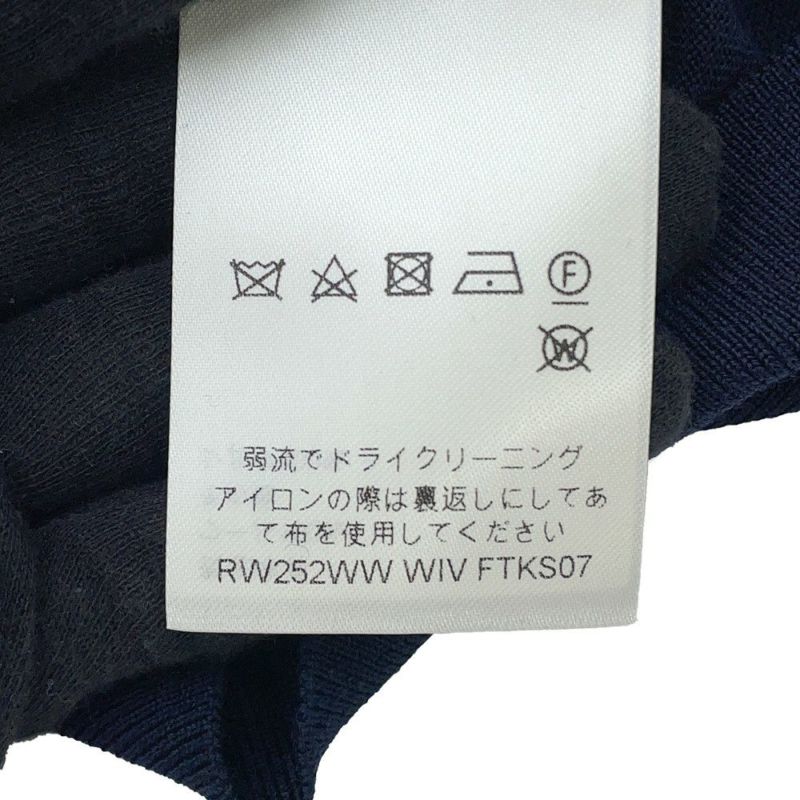 F
W
弱流でドライクリーニング
アイロンの際は裏返しにしてあ
て布を使用してください
RW252WW WIV FTKS07